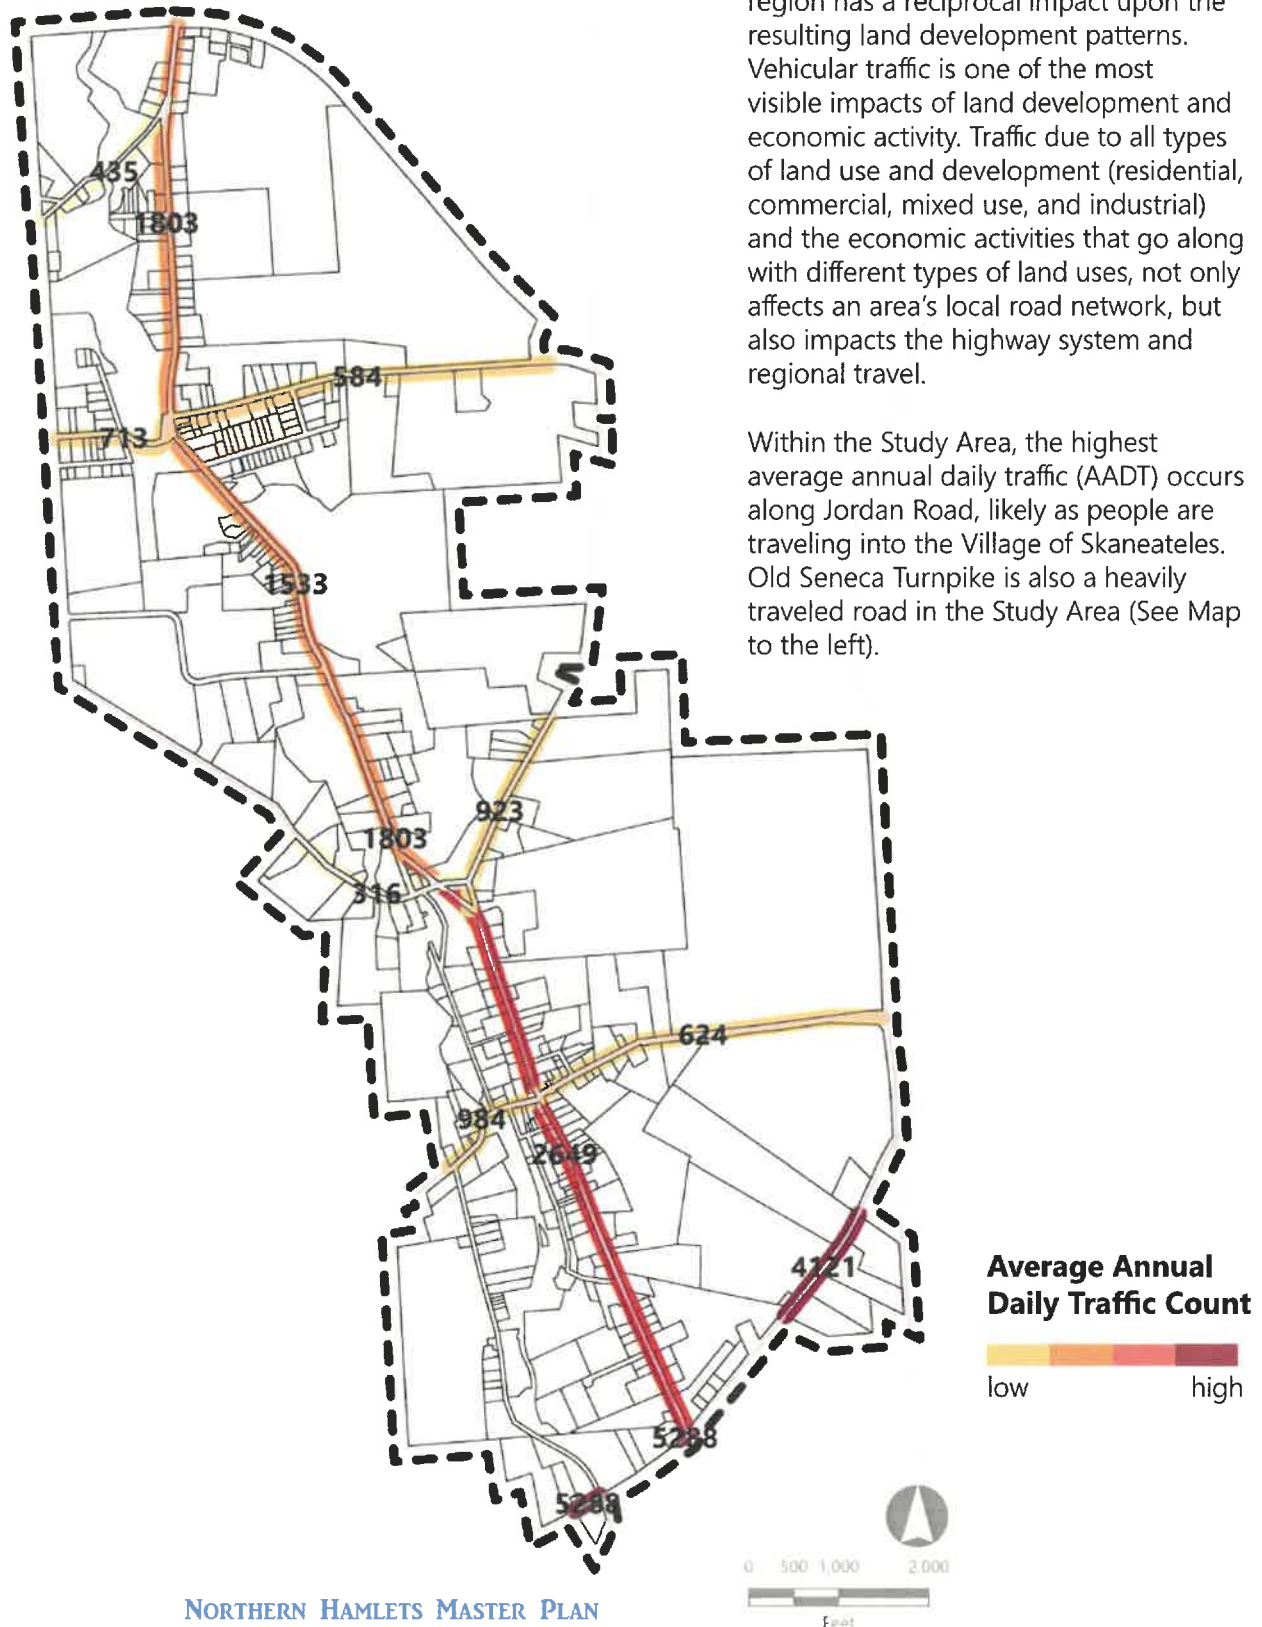 region has a reciprocal impact upon the
resulting land development patterns.
Vehicular traffic is one of the most
visible impacts of land development and
economic activity. Traffic due to all types
of land use and development (residential,
commercial, mixed use, and industrial)
and the economic activities that go along
with different types of land uses, not only
affects an area's local road network, but
also impacts the highway system and
regional travel.
Within the Study Area, the highest
average annual daily traffic (AADT) occurs
along Jordan Road, likely as people are
traveling into the Village of Skaneateles.
Old Seneca Turnpike is also a heavily
traveled road in the Study Area (See Map
to the left).
435
1803
584
713
1533
923
1803
316
624
984
2649
4121
5288
5288
Average Annual
Daily Traffic Count
low high
0 500 1,000 2,000
Feet
NORTHERN HAMLETS MASTER PLAN